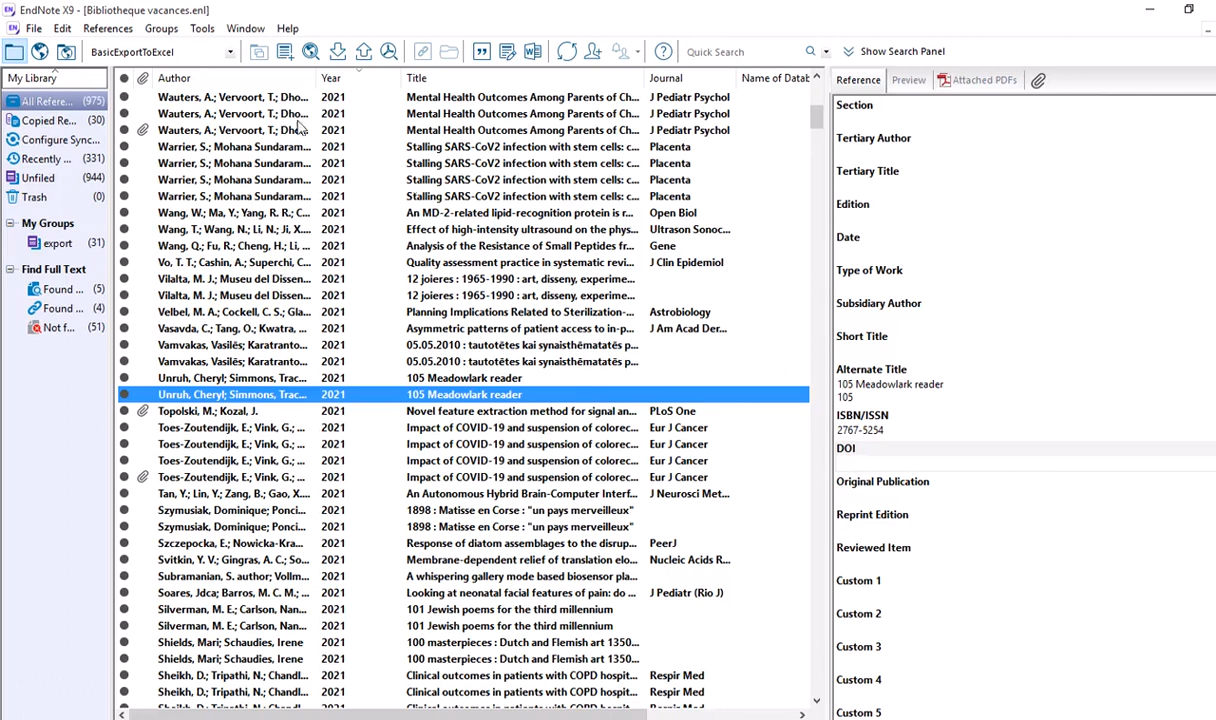 EndNote X9 - [Bibliotheque vacances.enl]
File Edit References Groups Tools Window Help
BasicExportToExcel Quick Search Show Search Panel
My Library Author Year Title Journal Name of Datab Reference Preview Attached PDFs
All Refere... (975)
Copied Re... (30)
Configure Sync...
Recently ... (331)
Unfiled (944)
Trash (0)
My Groups
export (31)
Find Full Text
Found ... (5)
Found ... (4)
Not f... (51)
Wauters, A.; Vervoort, T.; Dho... 2021 Mental Health Outcomes Among Parents of Ch... J Pediatr Psychol
Wauters, A.; Vervoort, T.; Dho... 2021 Mental Health Outcomes Among Parents of Ch... J Pediatr Psychol
Wauters, A.; Vervoort, T.; Dho... 2021 Mental Health Outcomes Among Parents of Ch... J Pediatr Psychol
Warrier, S.; Mohana Sundaram... 2021 Stalling SARS-CoV2 infection with stem cells: c... Placenta
Warrier, S.; Mohana Sundaram... 2021 Stalling SARS-CoV2 infection with stem cells: c... Placenta
Warrier, S.; Mohana Sundaram... 2021 Stalling SARS-CoV2 infection with stem cells: c... Placenta
Warrier, S.; Mohana Sundaram... 2021 Stalling SARS-CoV2 infection with stem cells: c... Placenta
Wang, W.; Ma, Y.; Yang, R. R.; C... 2021 An MD-2-related lipid-recognition protein is r... Open Biol
Wang, T.; Wang, N.; Li, N.; Ji, X.... 2021 Effect of high-intensity ultrasound on the phys... Ultrason Sonoc...
Wang, Q.; Fu, R.; Cheng, H.; Li, ... 2021 Analysis of the Resistance of Small Peptides fr... Gene
Vo, T. T.; Cashin, A.; Superchi, C... 2021 Quality assessment practice in systematic revi... J Clin Epidemiol
Vilalta, M. J.; Museu del Dissen... 2021 12 joieres : 1965-1990 : art, disseny, experime...
Vilalta, M. J.; Museu del Dissen... 2021 12 joieres : 1965-1990 : art, disseny, experime...
Velbel, M. A.; Cockell, C. S.; Gla... 2021 Planning Implications Related to Sterilization-... Astrobiology
Vasavda, C.; Tang, O.; Kwatra, ... 2021 Asymmetric patterns of patient access to in-p... J Am Acad Der...
Vamvakas, Vasilēs; Karatranto... 2021 05.05.2010 : tautotētes kai synaisthēmatatēs p...
Vamvakas, Vasilēs; Karatranto... 2021 05.05.2010 : tautotētes kai synaisthēmatatēs p...
Unruh, Cheryl; Simmons, Trac... 2021 105 Meadowlark reader
Unruh, Cheryl; Simmons, Trac... 2021 105 Meadowlark reader
Topolski, M.; Kozal, J. 2021 Novel feature extraction method for signal an... PLoS One
Toes-Zoutendijk, E.; Vink, G.; ... 2021 Impact of COVID-19 and suspension of colorec... Eur J Cancer
Toes-Zoutendijk, E.; Vink, G.; ... 2021 Impact of COVID-19 and suspension of colorec... Eur J Cancer
Toes-Zoutendijk, E.; Vink, G.; ... 2021 Impact of COVID-19 and suspension of colorec... Eur J Cancer
Toes-Zoutendijk, E.; Vink, G.; ... 2021 Impact of COVID-19 and suspension of colorec... Eur J Cancer
Tan, Y.; Lin, Y.; Zang, B.; Gao, X.... 2021 An Autonomous Hybrid Brain-Computer Interf... J Neurosci Met...
Szymusiak, Dominique; Ponci... 2021 1898 : Matisse en Corse : "un pays merveilleux"
Szymusiak, Dominique; Ponci... 2021 1898 : Matisse en Corse : "un pays merveilleux"
Szczepocka, E.; Nowicka-Kra... 2021 Response of diatom assemblages to the disrup... PeerJ
Svitkin, Y. V.; Gingras, A. C.; So... 2021 Membrane-dependent relief of translation elo... Nucleic Acids R...
Subramanian, S. author; Vollm... 2021 A whispering gallery mode based biosensor pla...
Soares, Jdca; Barros, M. C. M.; ... 2021 Looking at neonatal facial features of pain: do ... J Pediatr (Rio J)
Silverman, M. E.; Carlson, Nan... 2021 101 Jewish poems for the third millennium
Silverman, M. E.; Carlson, Nan... 2021 101 Jewish poems for the third millennium
Shields, Mari; Schaudies, Irene 2021 100 masterpieces : Dutch and Flemish art 1350...
Shields, Mari; Schaudies, Irene 2021 100 masterpieces : Dutch and Flemish art 1350...
Sheikh, D.; Tripathi, N.; Chandl... 2021 Clinical outcomes in patients with COPD hospit... Respir Med
Sheikh, D.; Tripathi, N.; Chandl... 2021 Clinical outcomes in patients with COPD hospit... Respir Med
Section
Tertiary Author
Tertiary Title
Edition
Date
Type of Work
Subsidiary Author
Short Title
Alternate Title
105 Meadowlark reader
105
ISBN/ISSN
2767-5254
DOI
Original Publication
Reprint Edition
Reviewed Item
Custom 1
Custom 2
Custom 3
Custom 4
Custom 5